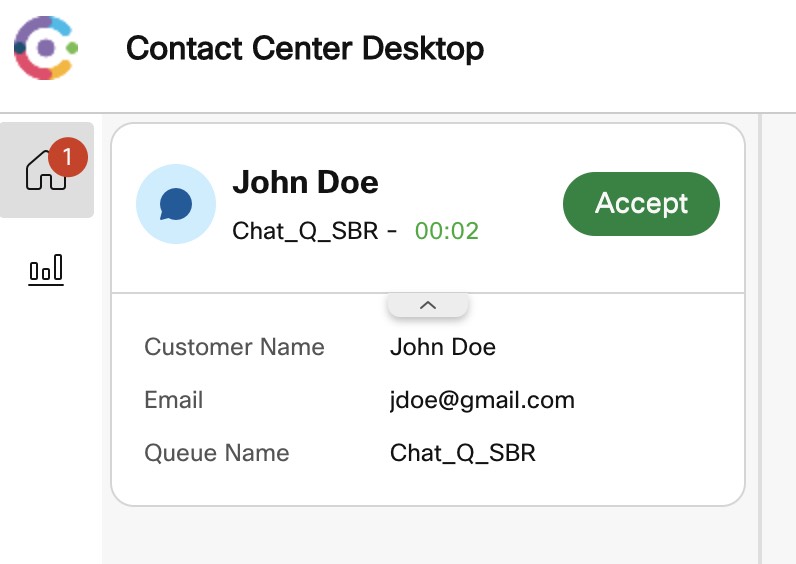 Contact Center Desktop
1
John Doe
Chat_Q_SBR - 00:02
Accept
Customer Name John Doe
Email jdoe@gmail.com
Queue Name Chat_Q_SBR